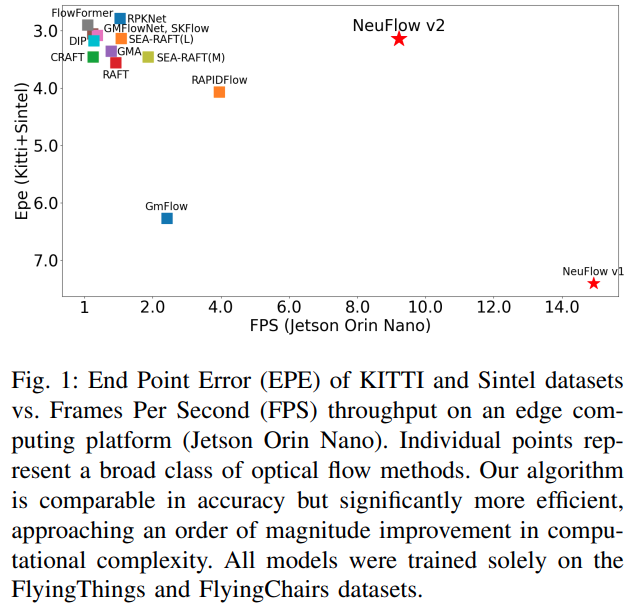 FlowFormer
RPKNet
NeuFlow v2
3.0
GMFlowNet, SKFlow
DIP
SEA-RAFT(L)
GMA
CRAFT
SEA-RAFT(M)
RAFT
RAPIDFlow
4.0
5.0
Epe (Kitti+Sintel)
6.0
GmFlow
7.0
NeuFlow v1
1 2.0 4.0 6.0 8.0 10.0 12.0 14.0
FPS (Jetson Orin Nano)
Fig. 1: End Point Error (EPE) of KITTI and Sintel datasets
vs. Frames Per Second (FPS) throughput on an edge com-
puting platform (Jetson Orin Nano). Individual points rep-
resent a broad class of optical flow methods. Our algorithm
is comparable in accuracy but significantly more efficient,
approaching an order of magnitude improvement in compu-
tational complexity. All models were trained solely on the
FlyingThings and FlyingChairs datasets.